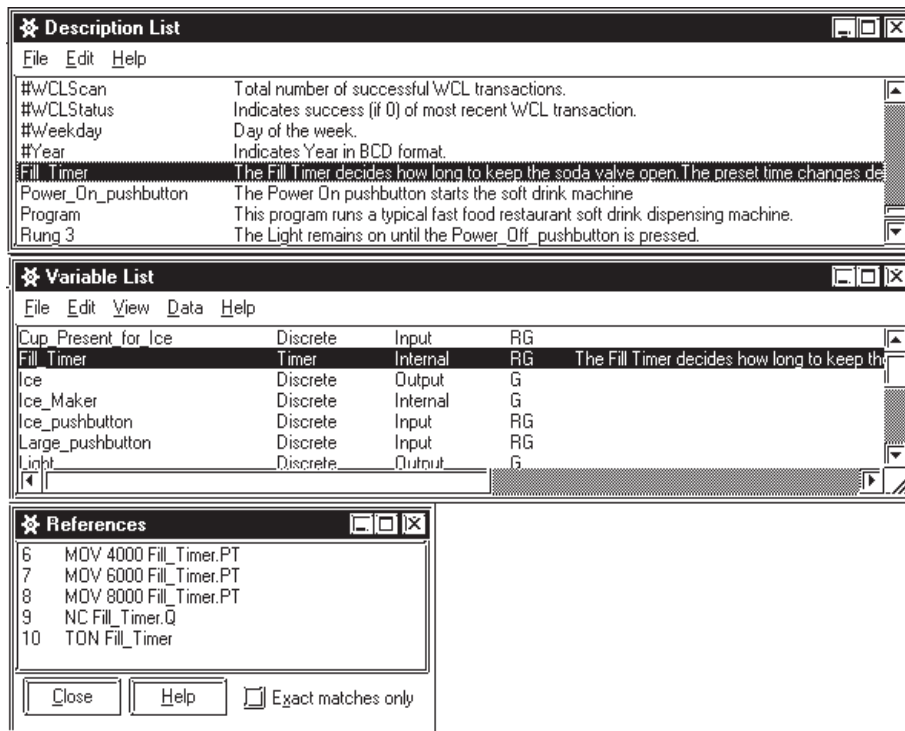 Description List
File Edit Help
#WCLScan Total number of successful WCL transactions.
#WCLStatus Indicates success (if 0) of most recent WCL transaction.
#Weekday Day of the week.
#Year Indicates Year in BCD format.
Fill_Timer The Fill Timer decides how long to keep the soda valve open.The preset time changes de
Power_On_pushbutton The Power On pushbutton starts the soft drink machine
Program This program runs a typical fast food restaurant soft drink dispensing machine.
Rung 3 The Light remains on until the Power_Off_pushbutton is pressed.
Variable List
File Edit View Data Help
Cup_Present_for_Ice Discrete Input RG
Fill_Timer Timer Internal RG The Fill Timer decides how long to keep th
Ice Discrete Output G
Ice_Maker Discrete Internal G
Ice_pushbutton Discrete Input RG
Large_pushbutton Discrete Input RG
Light Discrete Output G
References
6 MOV 4000 Fill_Timer.PT
7 MOV 6000 Fill_Timer.PT
8 MOV 8000 Fill_Timer.PT
9 NC Fill_Timer.Q
10 TON Fill_Timer
Close Help Exact matches only